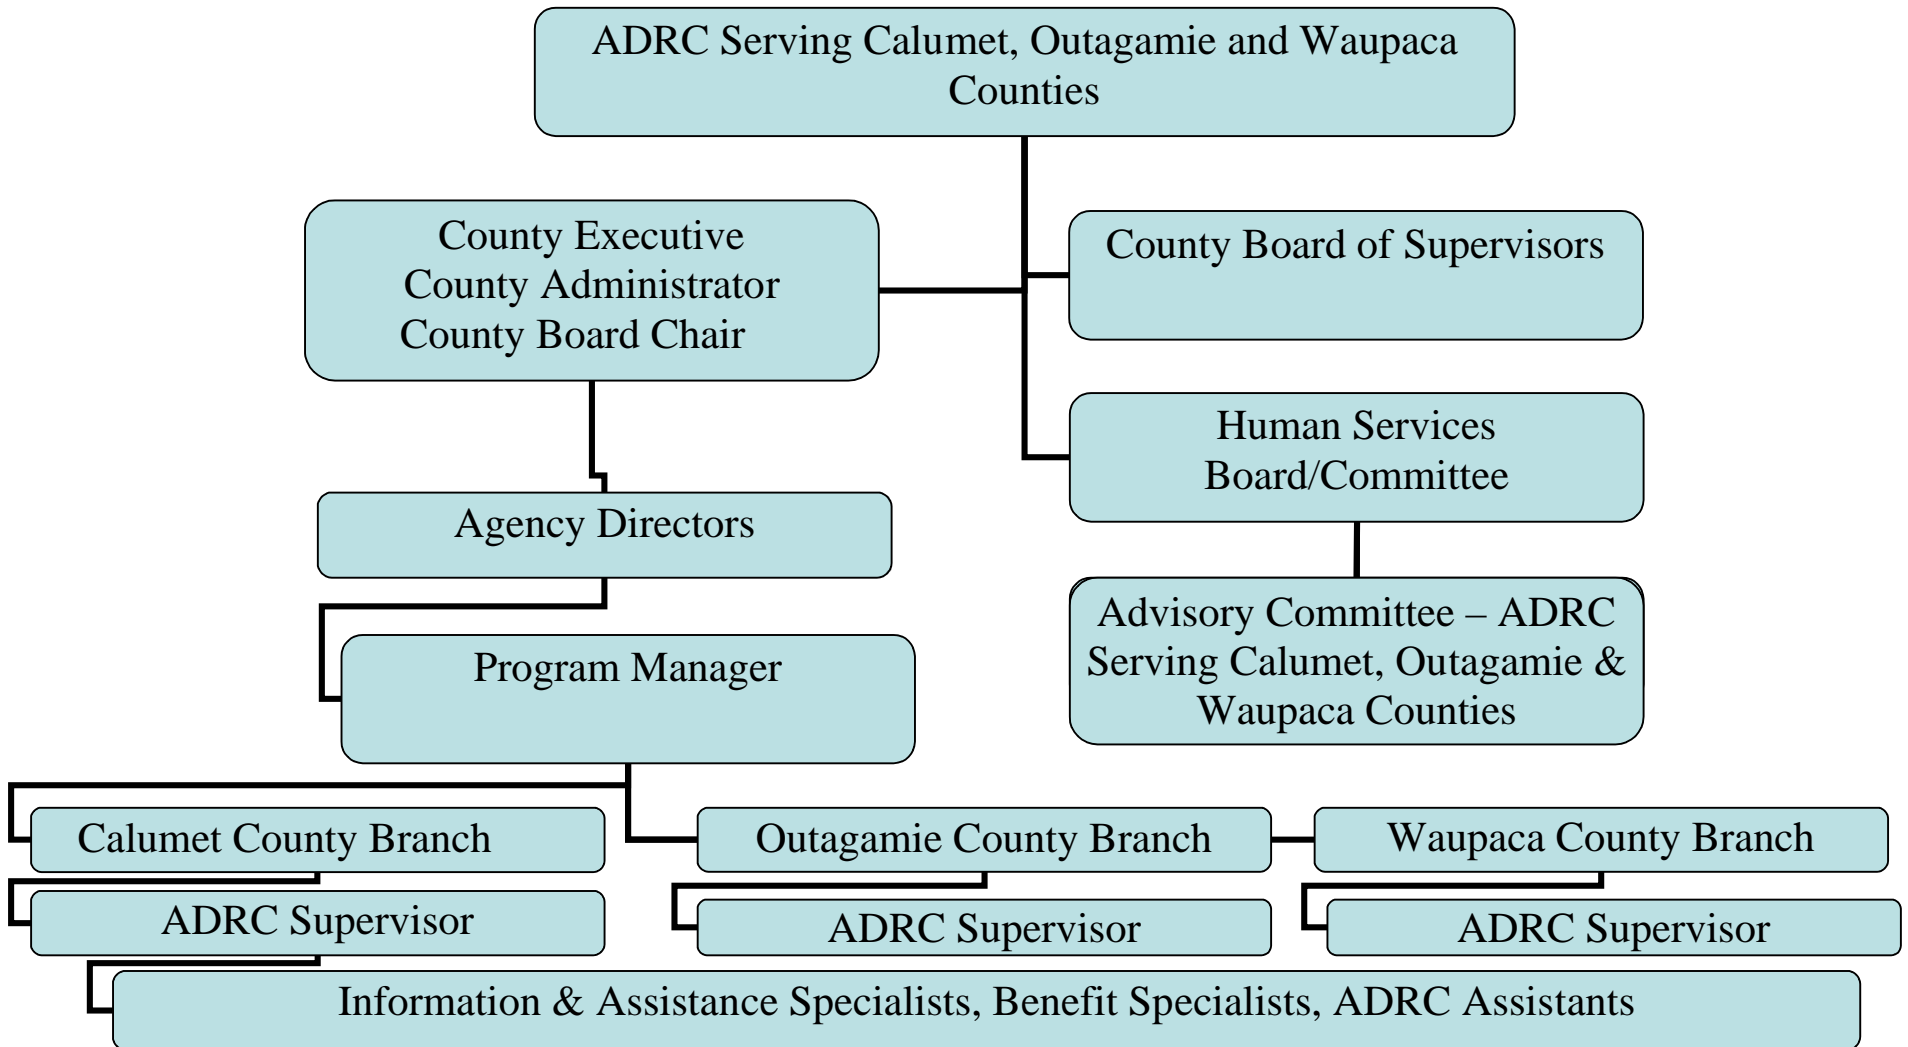 ADRC Serving Calumet, Outagamie and Waupaca
Counties
County Executive
County Administrator
County Board Chair
County Board of Supervisors
Human Services
Board/Committee
Agency Directors
Advisory Committee – ADRC
Serving Calumet, Outagamie &
Waupaca Counties
Program Manager
Calumet County Branch
Outagamie County Branch
Waupaca County Branch
ADRC Supervisor
ADRC Supervisor
ADRC Supervisor
Information & Assistance Specialists, Benefit Specialists, ADRC Assistants